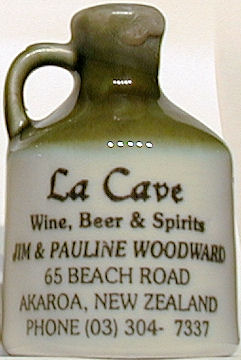 La Cave
Wine, Beer & Spirits
JIM & PAULINE WOODWARD
65 BEACH ROAD
AKAROA, NEW ZEALAND
PHONE (03) 304- 7337